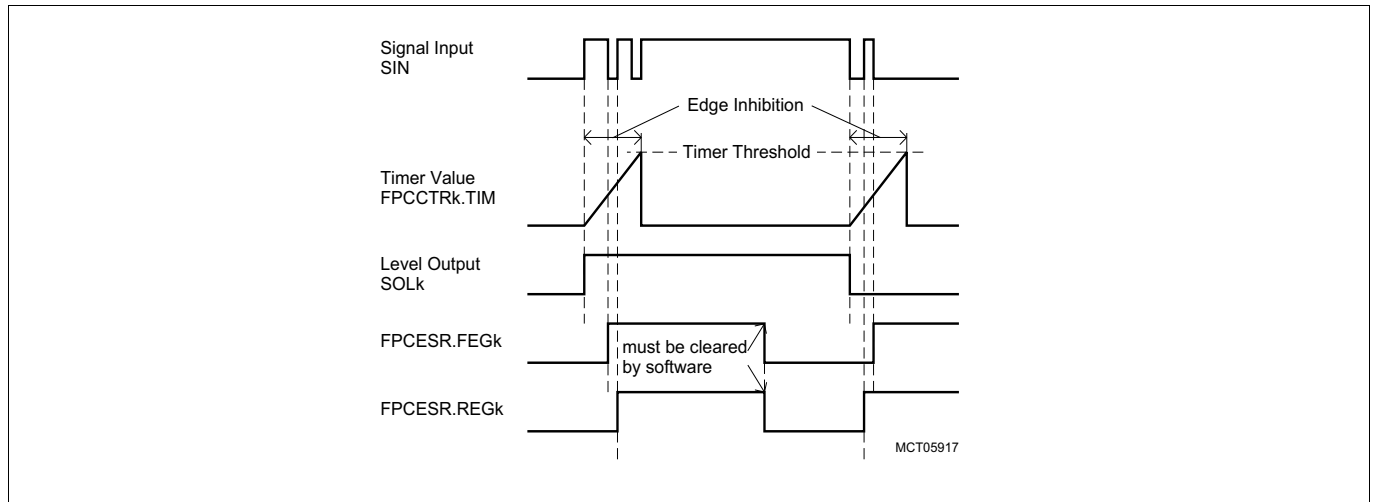 Signal Input
SIN
Edge Inhibition
Timer Threshold
Timer Value
FPCCTRk.TIM
Level Output
SOLk
FPCESR.FEGk
must be cleared
by software
FPCESR.REGk
MCT05917